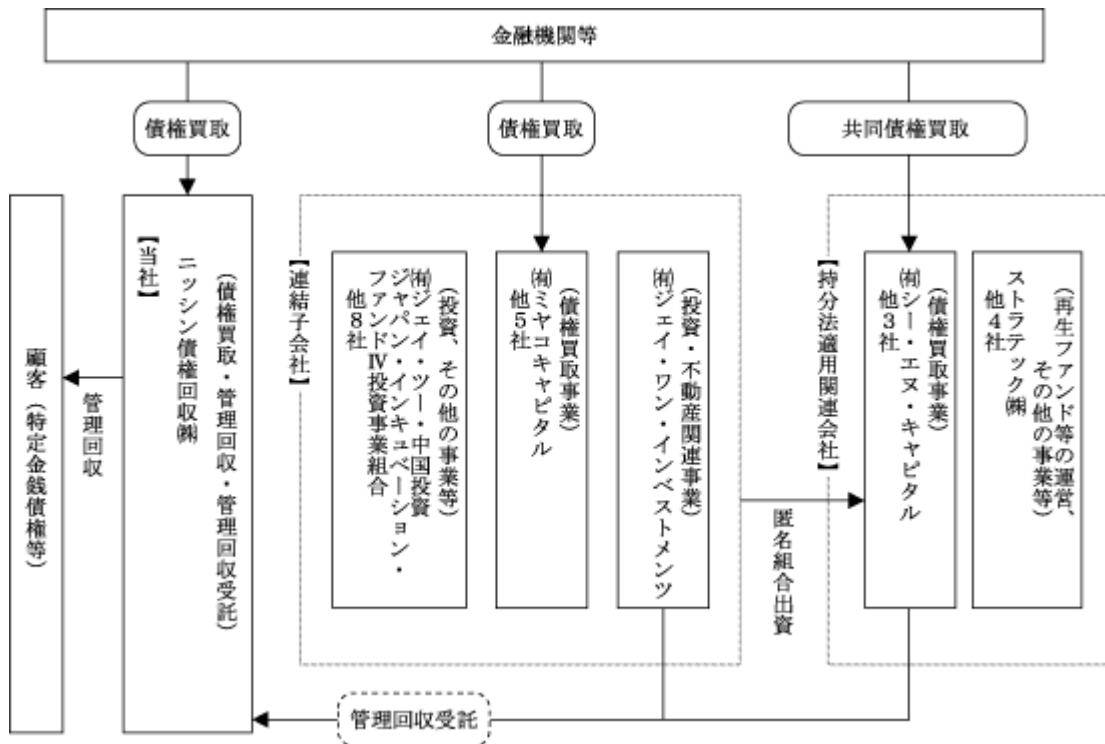 金融機関等
債権買取
債権買取
共同債権買取
顧客（特定金銭債権等）
管理回収
【当社】
ニッシン債権回収㈱
（債権買取・管理回収・管理回収受託）
【連結子会社】
（投資、その他の事業等）
㈲ジェイ・ツー・中国投資
ジャパン・インキュベーション・
ファンドⅣ投資事業組合
他８社
（債権買取事業）
㈲ミヤコキャピタル
他５社
（投資・不動産関連事業）
㈲ジェイ・ワン・インベストメンツ
匿名組合出資
【持分法適用関連会社】
（債権買取事業）
㈲シー・エヌ・キャピタル
他３社
（再生ファンド等の運営、
その他の事業等）
ストラテック㈱
他４社
管理回収受託